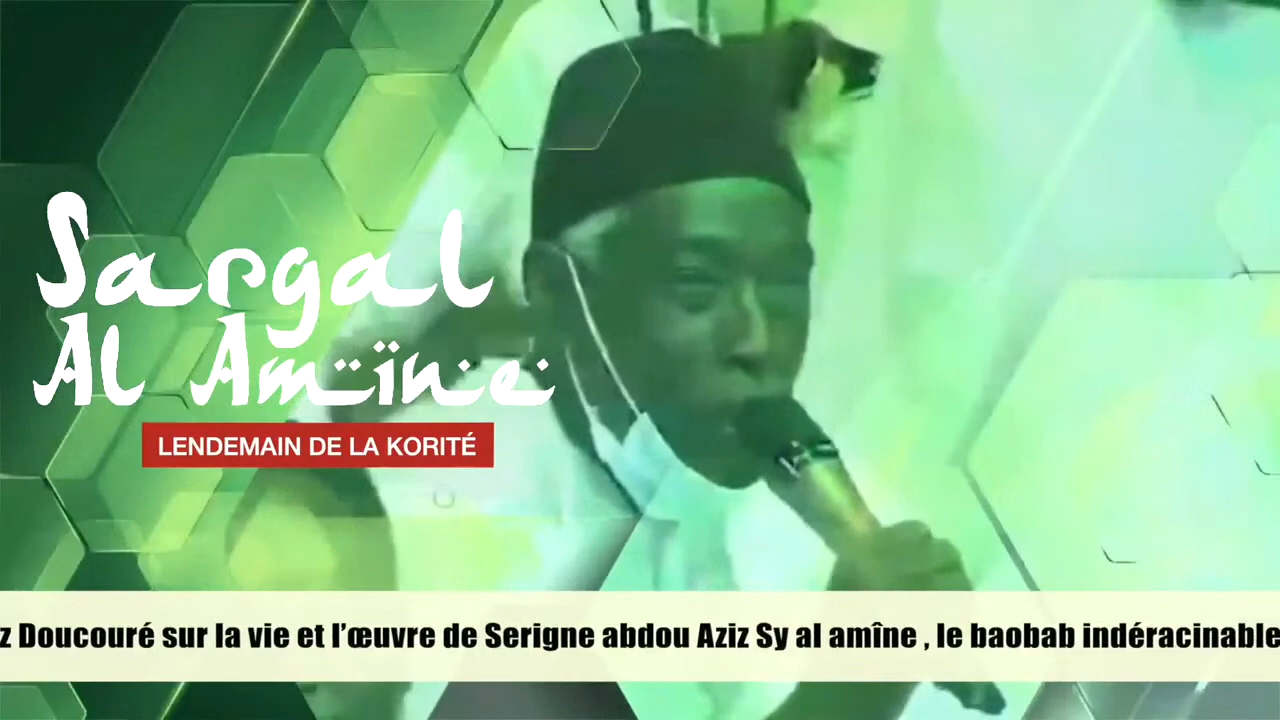 Sargal
Al Amïne
LENDEMAIN DE LA KORITÉ
z Doucouré sur la vie et l’œuvre de Serigne abdou Aziz Sy al amîne , le baobab indéracinable